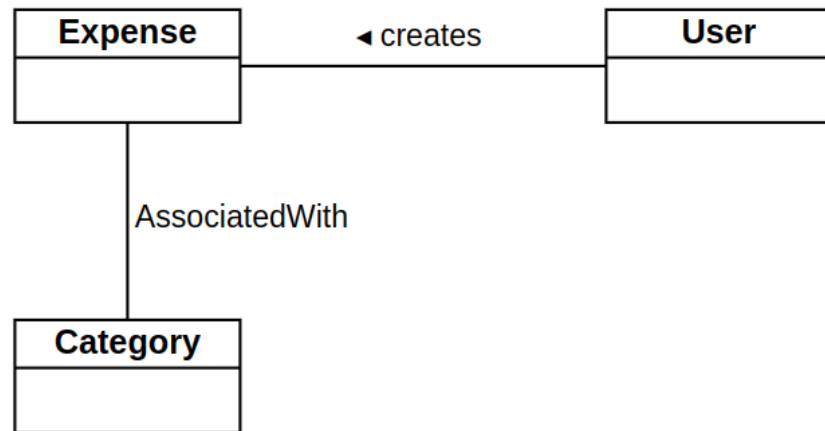 Expense
◄ creates
User
AssociatedWith
Category